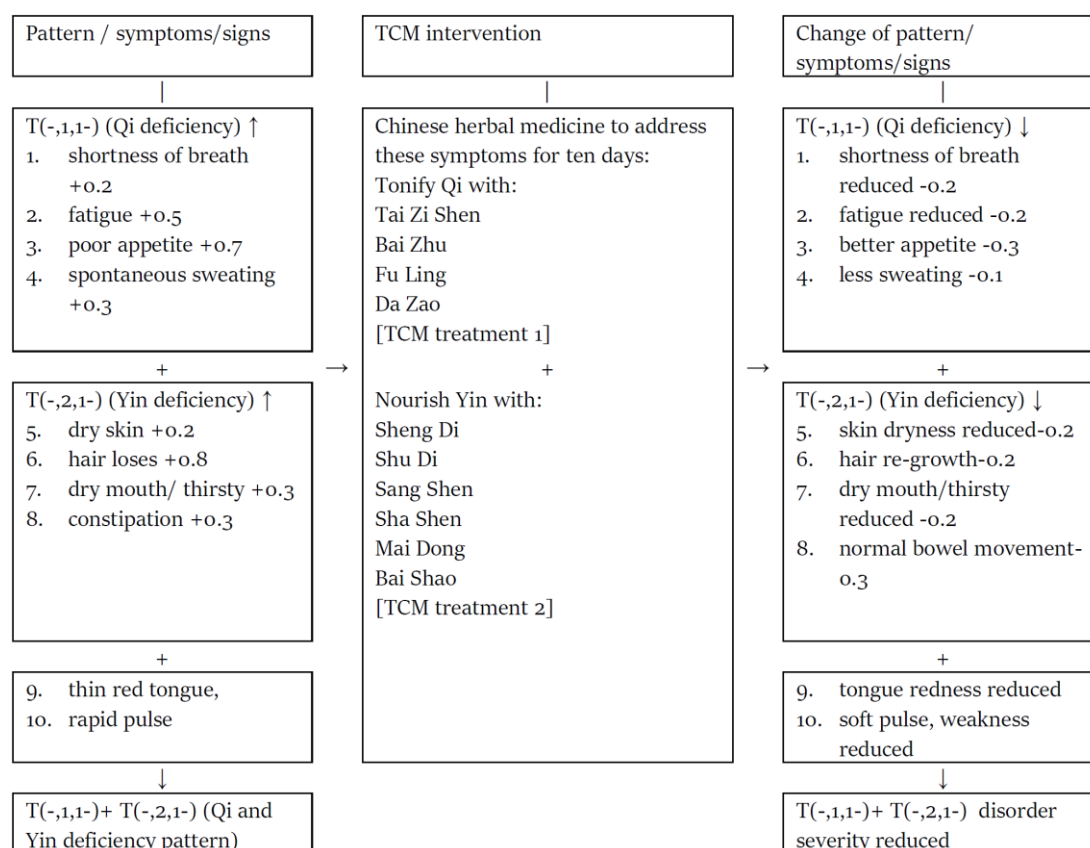 Pattern / symptoms/signs
T(-,1,1-) (Qi deficiency) ↑
1. shortness of breath
+0.2
2. fatigue +0.5
3. poor appetite +0.7
4. spontaneous sweating
+0.3
+
T(-,2,1-) (Yin deficiency) ↑
5. dry skin +0.2
6. hair loses +0.8
7. dry mouth/ thirsty +0.3
8. constipation +0.3
+
9. thin red tongue,
10. rapid pulse
↓
T(-,1,1-)+ T(-,2,1-) (Qi and
Yin deficiency pattern)
→
TCM intervention
Chinese herbal medicine to address
these symptoms for ten days:
Tonify Qi with:
Tai Zi Shen
Bai Zhu
Fu Ling
Da Zao
[TCM treatment 1]
+
Nourish Yin with:
Sheng Di
Shu Di
Sang Shen
Sha Shen
Mai Dong
Bai Shao
[TCM treatment 2]
→
Change of pattern/
symptoms/signs
T(-,1,1-) (Qi deficiency) ↓
1. shortness of breath
reduced -0.2
2. fatigue reduced -0.2
3. better appetite -0.3
4. less sweating -0.1
+
T(-,2,1-) (Yin deficiency) ↓
5. skin dryness reduced-0.2
6. hair re-growth-0.2
7. dry mouth/thirsty
reduced -0.2
8. normal bowel movement-
0.3
+
9. tongue redness reduced
10. soft pulse, weakness
reduced
↓
T(-,1,1-)+ T(-,2,1-) disorder
severity reduced